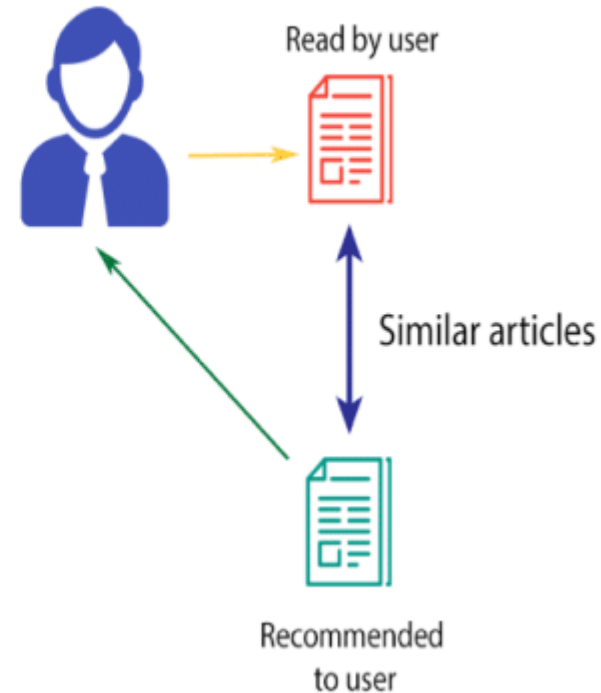 Read by user
Similar articles
Recommended
to user